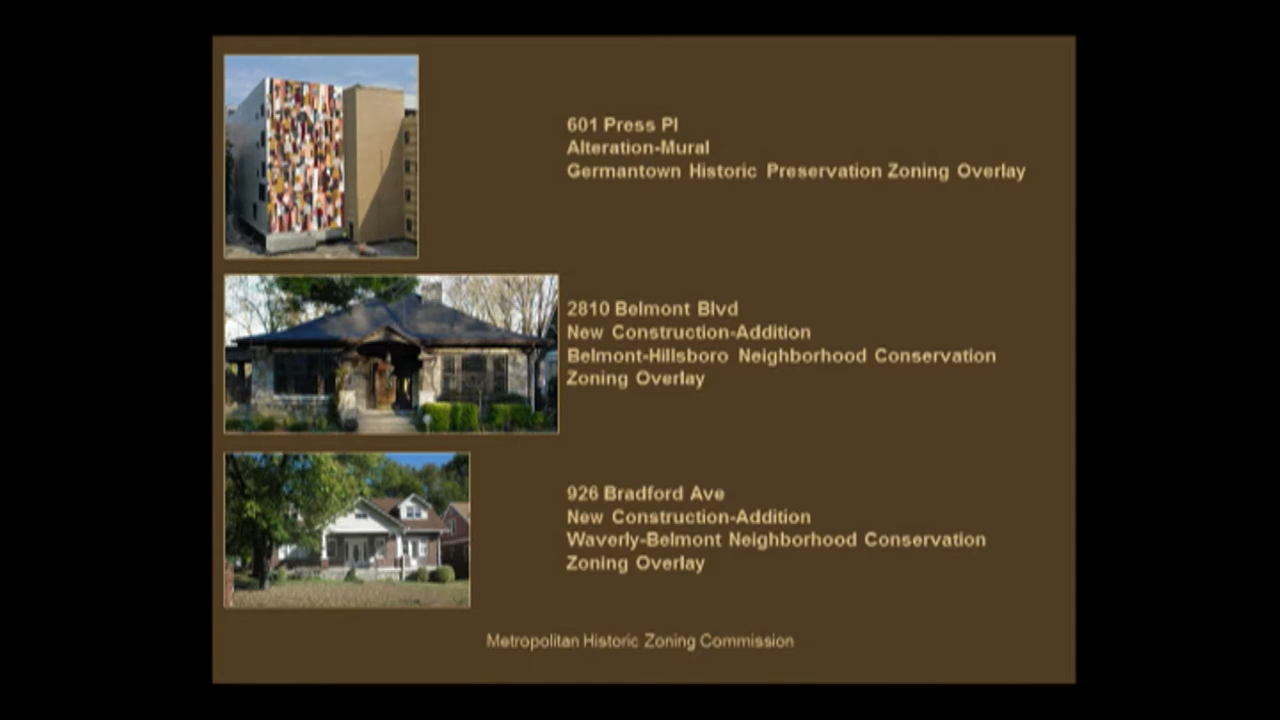 601 Press Pl
Alteration-Mural
Germantown Historic Preservation Zoning Overlay
2810 Belmont Blvd
New Construction-Addition
Belmont-Hillsboro Neighborhood Conservation
Zoning Overlay
926 Bradford Ave
New Construction-Addition
Waverly-Belmont Neighborhood Conservation
Zoning Overlay
Metropolitan Historic Zoning Commission